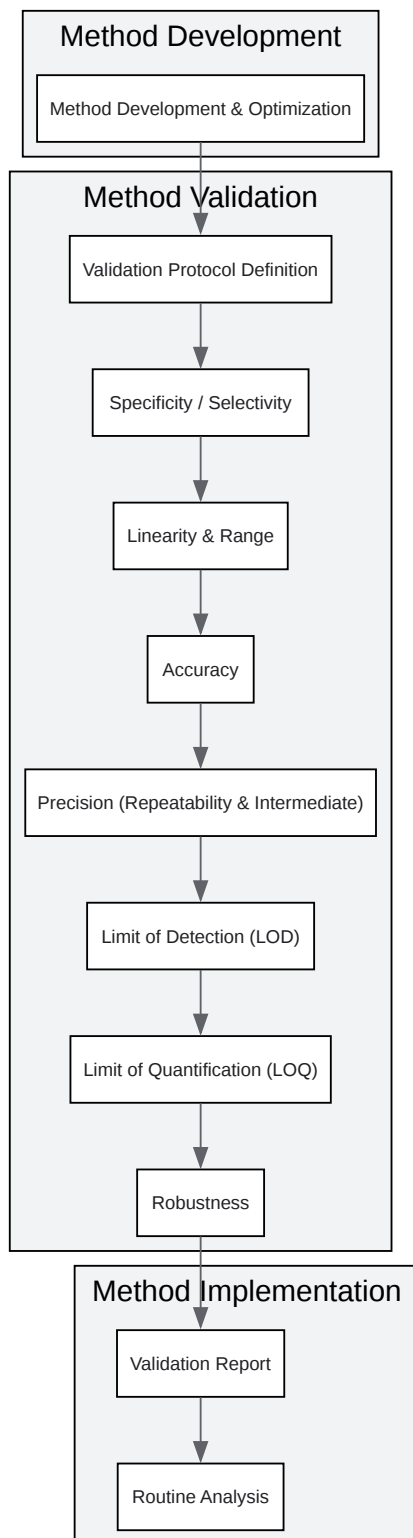 Method Development
Method Development & Optimization
Method Validation
Validation Protocol Definition
Specificity / Selectivity
Linearity & Range
Accuracy
Precision (Repeatability & Intermediate)
Limit of Detection (LOD)
Limit of Quantification (LOQ)
Robustness
Method Implementation
Validation Report
Routine Analysis